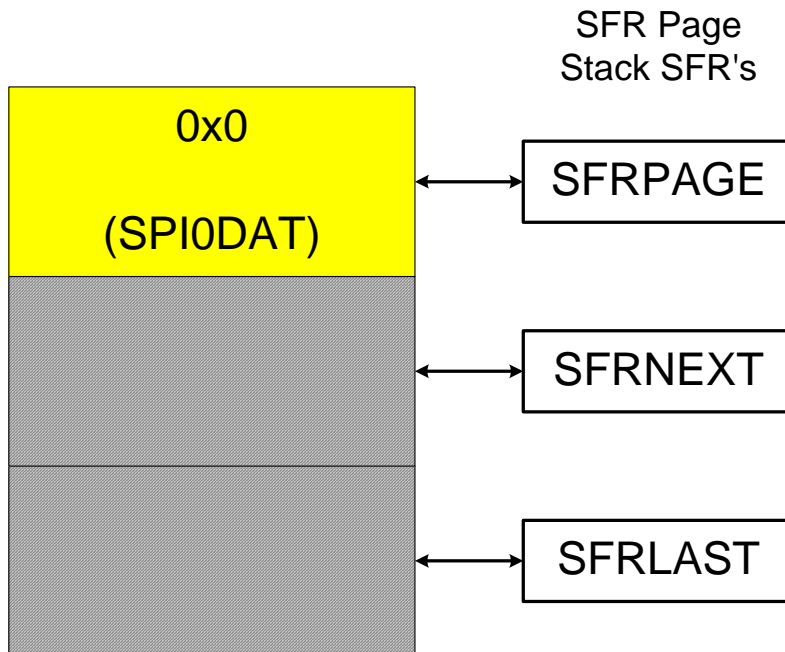 SFR Page
Stack SFR's
0x0
(SPI0DAT)
SFRPAGE
SFRNEXT
SFRLAST